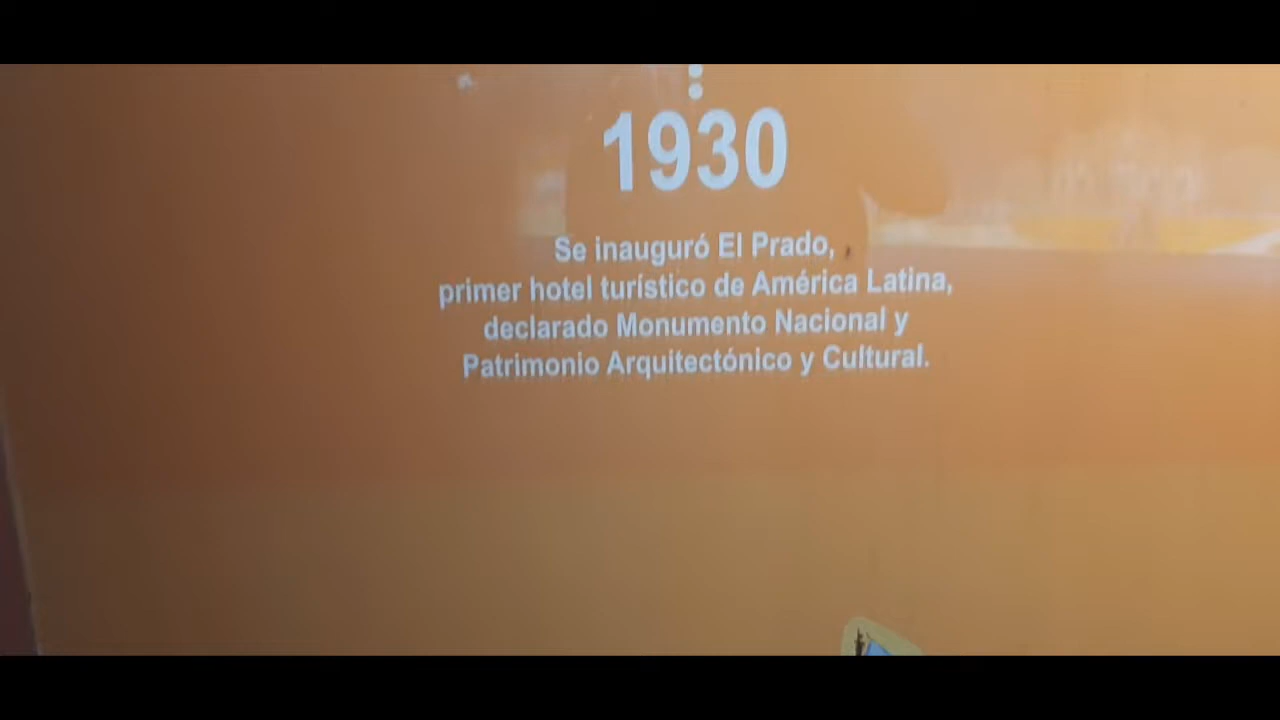 1930
Se inauguró El Prado,
primer hotel turístico de América Latina,
declarado Monumento Nacional y
Patrimonio Arquitectónico y Cultural.